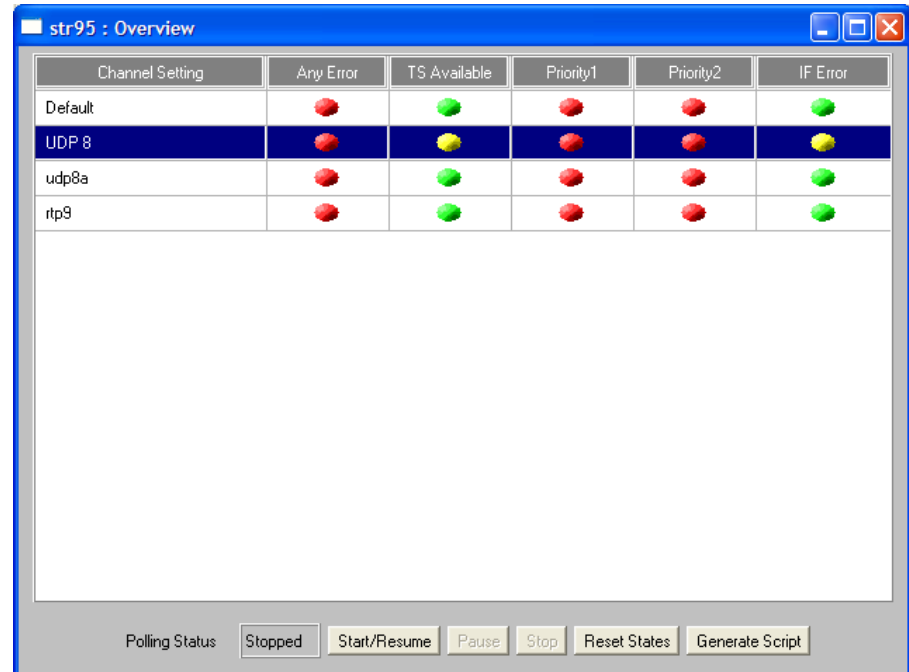 str95 : Overview
Channel Setting Any Error TS Available Priority1 Priority2 IF Error
Default
UDP 8
udp8a
rtp9
Polling Status Stopped Start/Resume Pause Stop Reset States Generate Script